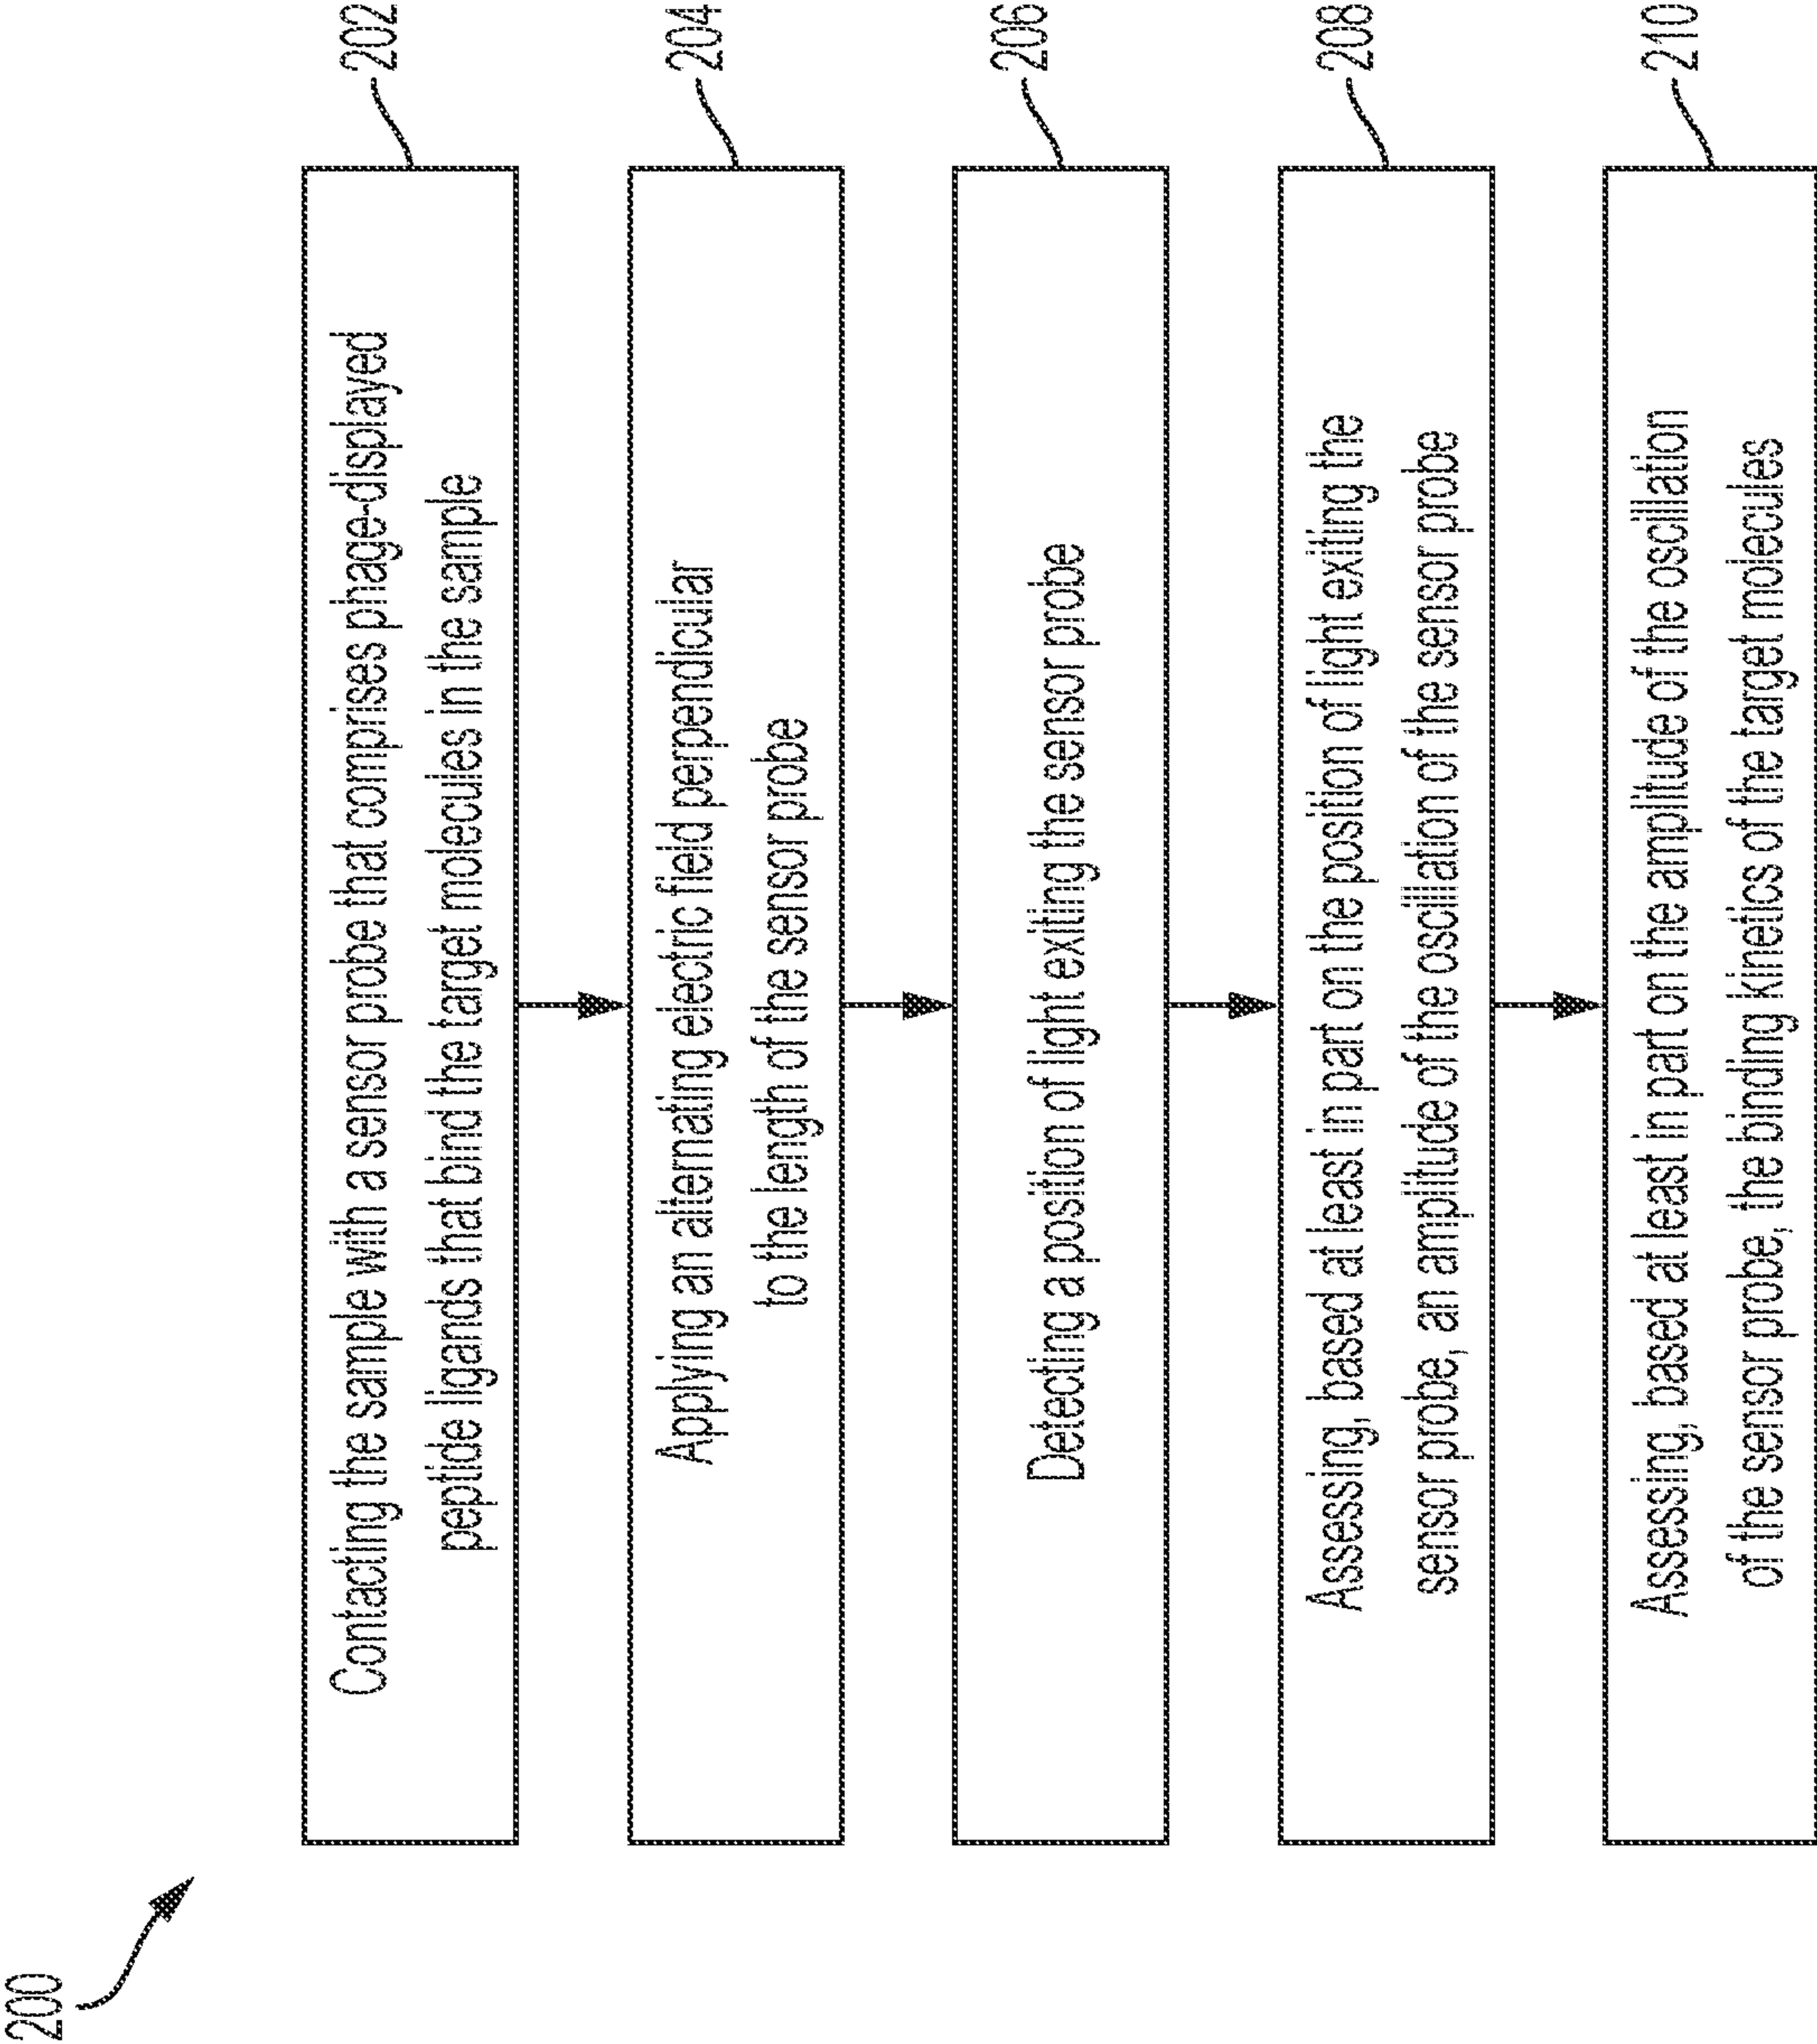 200
Contacting the sample with a sensor probe that comprises phage-displayed
peptide ligands that bind the target molecules in the sample
202
Applying an alternating electric field perpendicular
to the length of the sensor probe
204
Detecting a position of light exiting the sensor probe
206
Assessing, based at least in part on the position of light exiting the
sensor probe, an amplitude of the oscillation of the sensor probe
208
Assessing, based at least in part on the amplitude of the oscillation
of the sensor probe, the binding kinetics of the target molecules
210